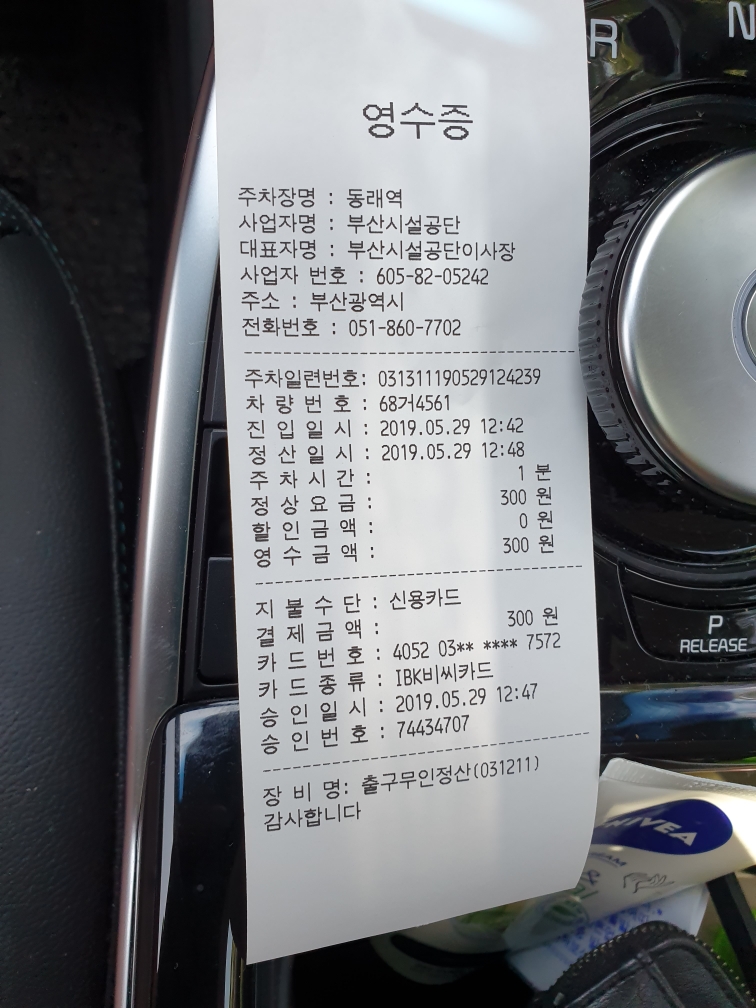 R
N
영수증
주차장명 : 동래역
사업자명 : 부산시설공단
대표자명 : 부산시설공단이사장
사업자 번호 : 605-82-05242
주소 : 부산광역시
전화번호 : 051-860-7702
주차일련번호: 031311190529124239
차 량 번 호 : 68거4561
진 입 일 시 : 2019.05.29 12:42
정 산 일 시 : 2019.05.29 12:48
주 차 시 간 : 1 분
정 상 요 금 : 300 원
할 인 금 액 : 0 원
영 수 금 액 : 300 원
지 불 수 단 : 신용카드
결 제 금 액 : 300 원
카 드 번 호 : 4052 03** **** 7572
카 드 종 류 : IBK비씨카드
승 인 일 시 : 2019.05.29 12:47
승 인 번 호 : 74434707
장 비 명: 출구무인정산(031211)
감사합니다
P
RELEASE
NIVEA